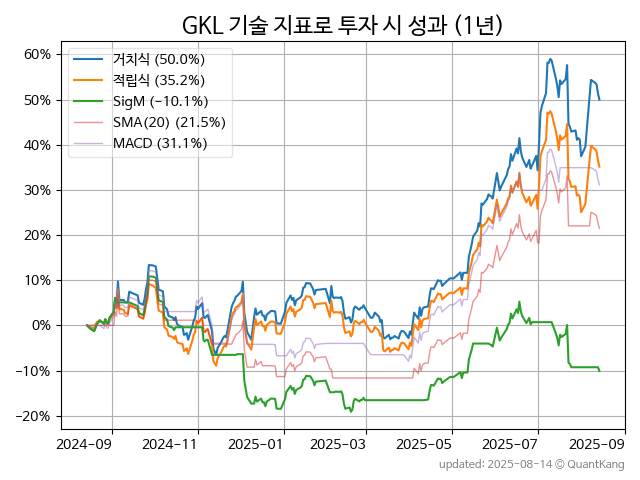 GKL 기술 지표로 투자 시 성과 (1년)
거치식 (50.0%)
적립식 (35.2%)
SigM (−10.1%)
SMA(20) (21.5%)
MACD (31.1%)
60%
50%
40%
30%
20%
10%
0%
−10%
−20%
2024-09 2024-11 2025-01 2025-03 2025-05 2025-07 2025-09
updated: 2025-08-14 © QuantKang